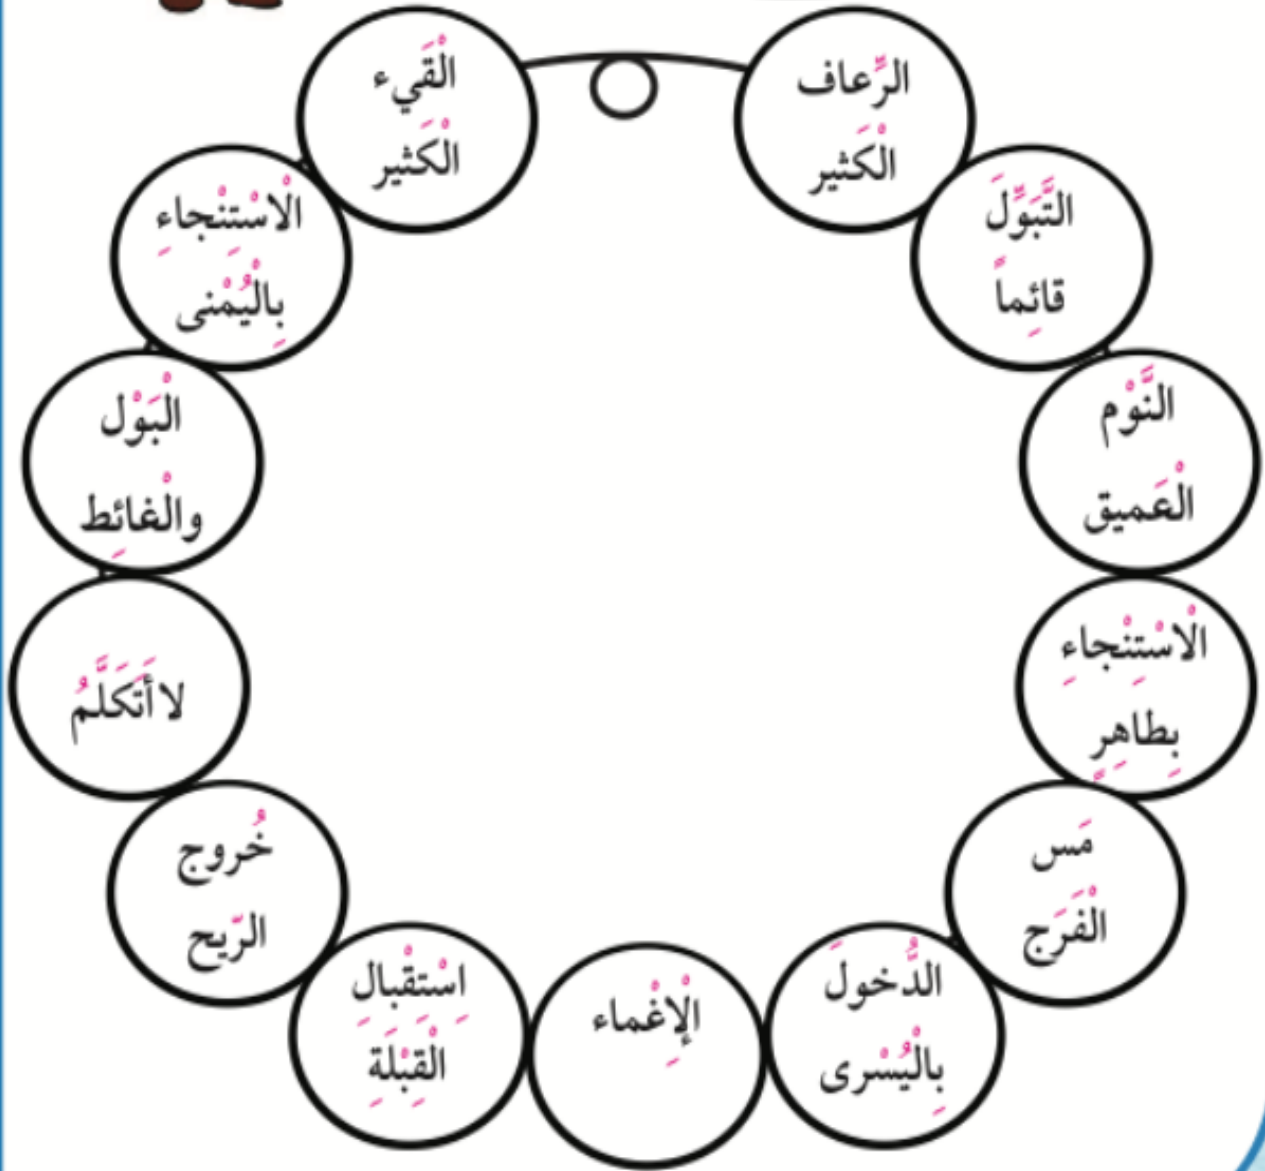 الرِّعاف
الْكَثير
التَّبَوُّلَ
قائِماً
النَّوْم
الْعَميق
الْاسْتِنْجاءِ
بِطاهِرٍ
مَس
الْفَرَج
الدُّخولَ
بِالْيُسْرى
الْإِغْماء
اِسْتِقْبالِ
الْقِبْلَةِ
خُروج
الرّيح
لا أَتَكَلَّمُ
الْبَوْل
والْغائِط
الْاسْتِنْجاءِ
بِالْيُمْنى
الْقَيء
الْكَثير